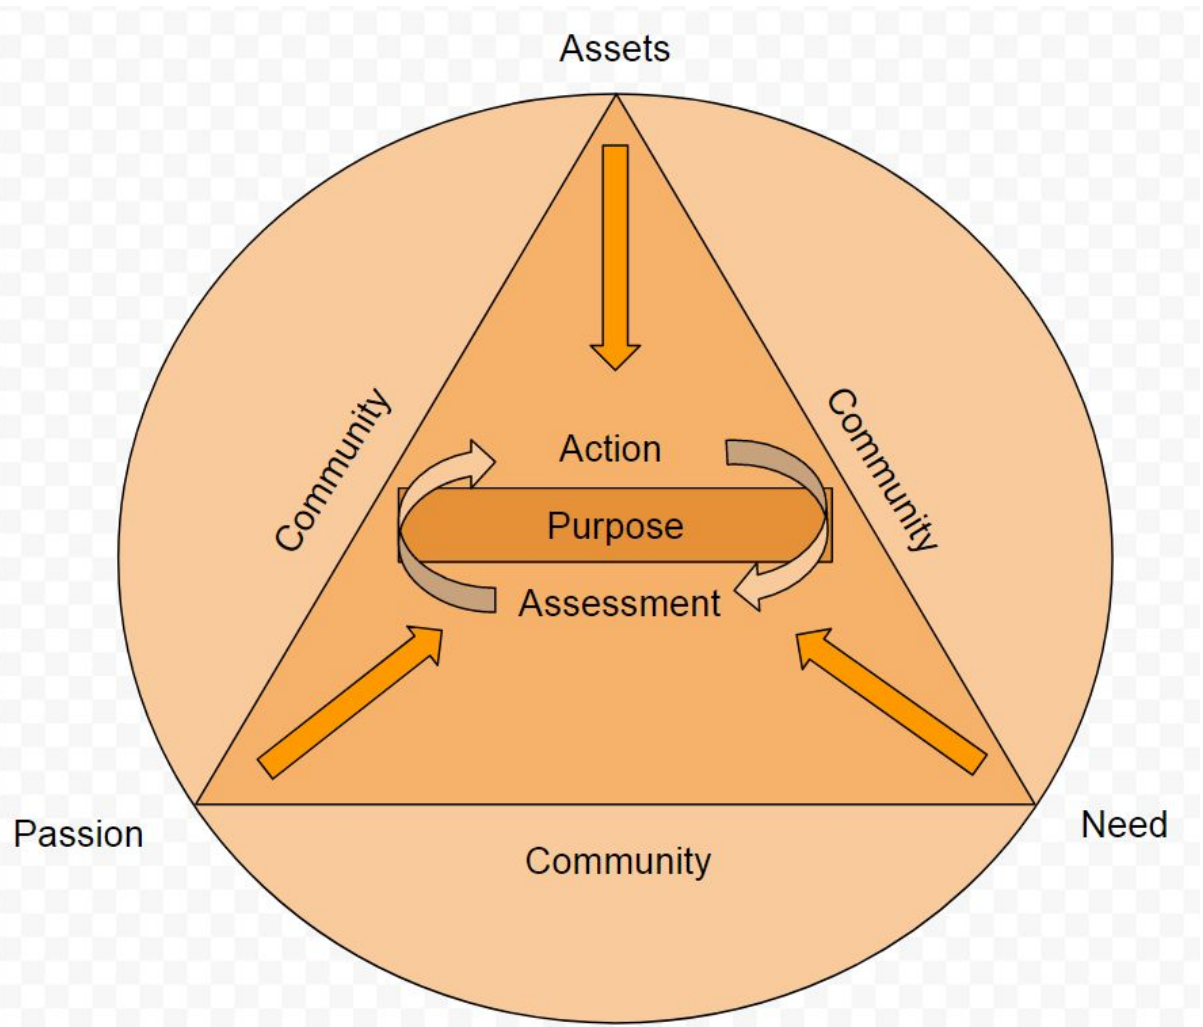 Assets
Community
Community
Action
Purpose
Assessment
Passion
Need
Community